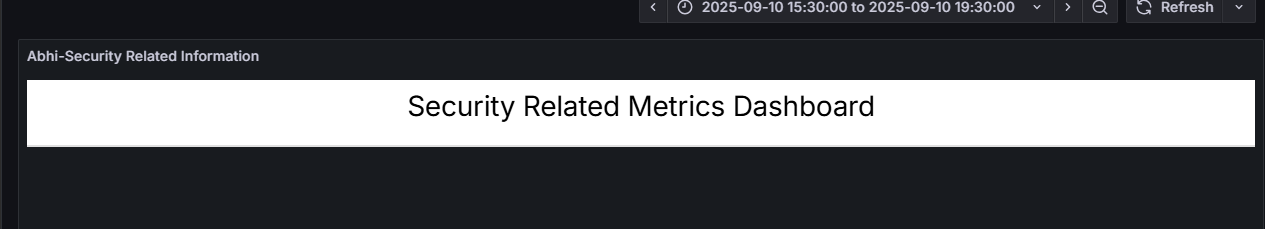 2025-09-10 15:30:00 to 2025-09-10 19:30:00
Refresh
Abhi-Security Related Information
Security Related Metrics Dashboard